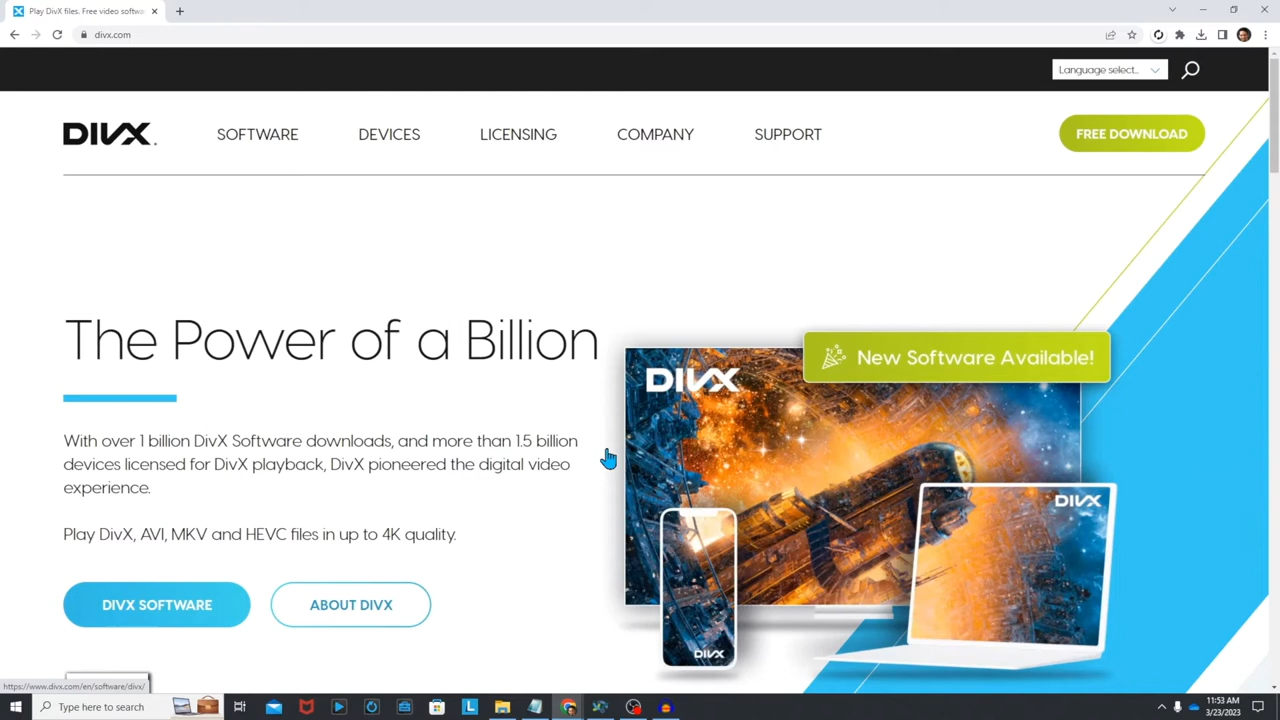 Play DivX files. Free video softwa
divx.com
Language select..
DIVX.
SOFTWARE
DEVICES
LICENSING
COMPANY
SUPPORT
FREE DOWNLOAD
The Power of a Billion
New Software Available!
DIVX
With over 1 billion DivX Software downloads, and more than 1.5 billion
devices licensed for DivX playback, DivX pioneered the digital video
experience.
DIVX
Play DivX, AVI, MKV and HEVC files in up to 4K quality.
DIVX SOFTWARE
ABOUT DIVX
DIVX
https://www.divx.com/en/software/divx/
Type here to search
11:53 AM
3/23/2023